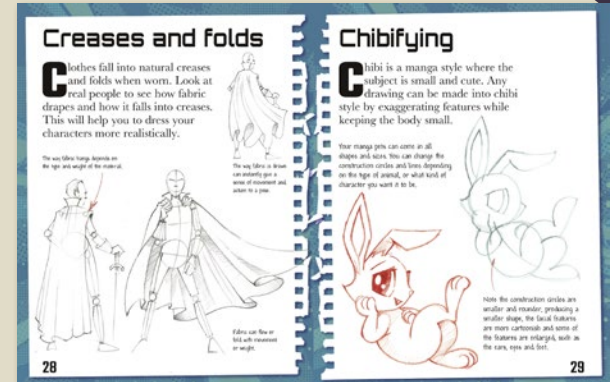 Creases and folds
Clothes fall into natural creases
and folds when worn. Look at
real people to see how fabric
drapes and how it falls into creases.
This will help you to dress your
characters more realistically.
The way fabric hangs depends on
the type and weight of the material.
The way fabric is drawn
can instantly give a
sense of movement and
action to a pose.
Fabric can flow or
fold with movement
or weight.
28
Chibifying
Chibi is a manga style where the
subject is small and cute. Any
drawing can be made into chibi
style by exaggerating features while
keeping the body small.
Your manga pets can come in all
shapes and sizes. You can change the
construction circles and lines depending
on the type of animal, or what kind of
character you want it to be.
Note the construction circles are
smaller and rounder, producing a
smaller shape, the facial features
are more cartoonish and some of
the features are enlarged, such as
the ears, eyes and feet.
29